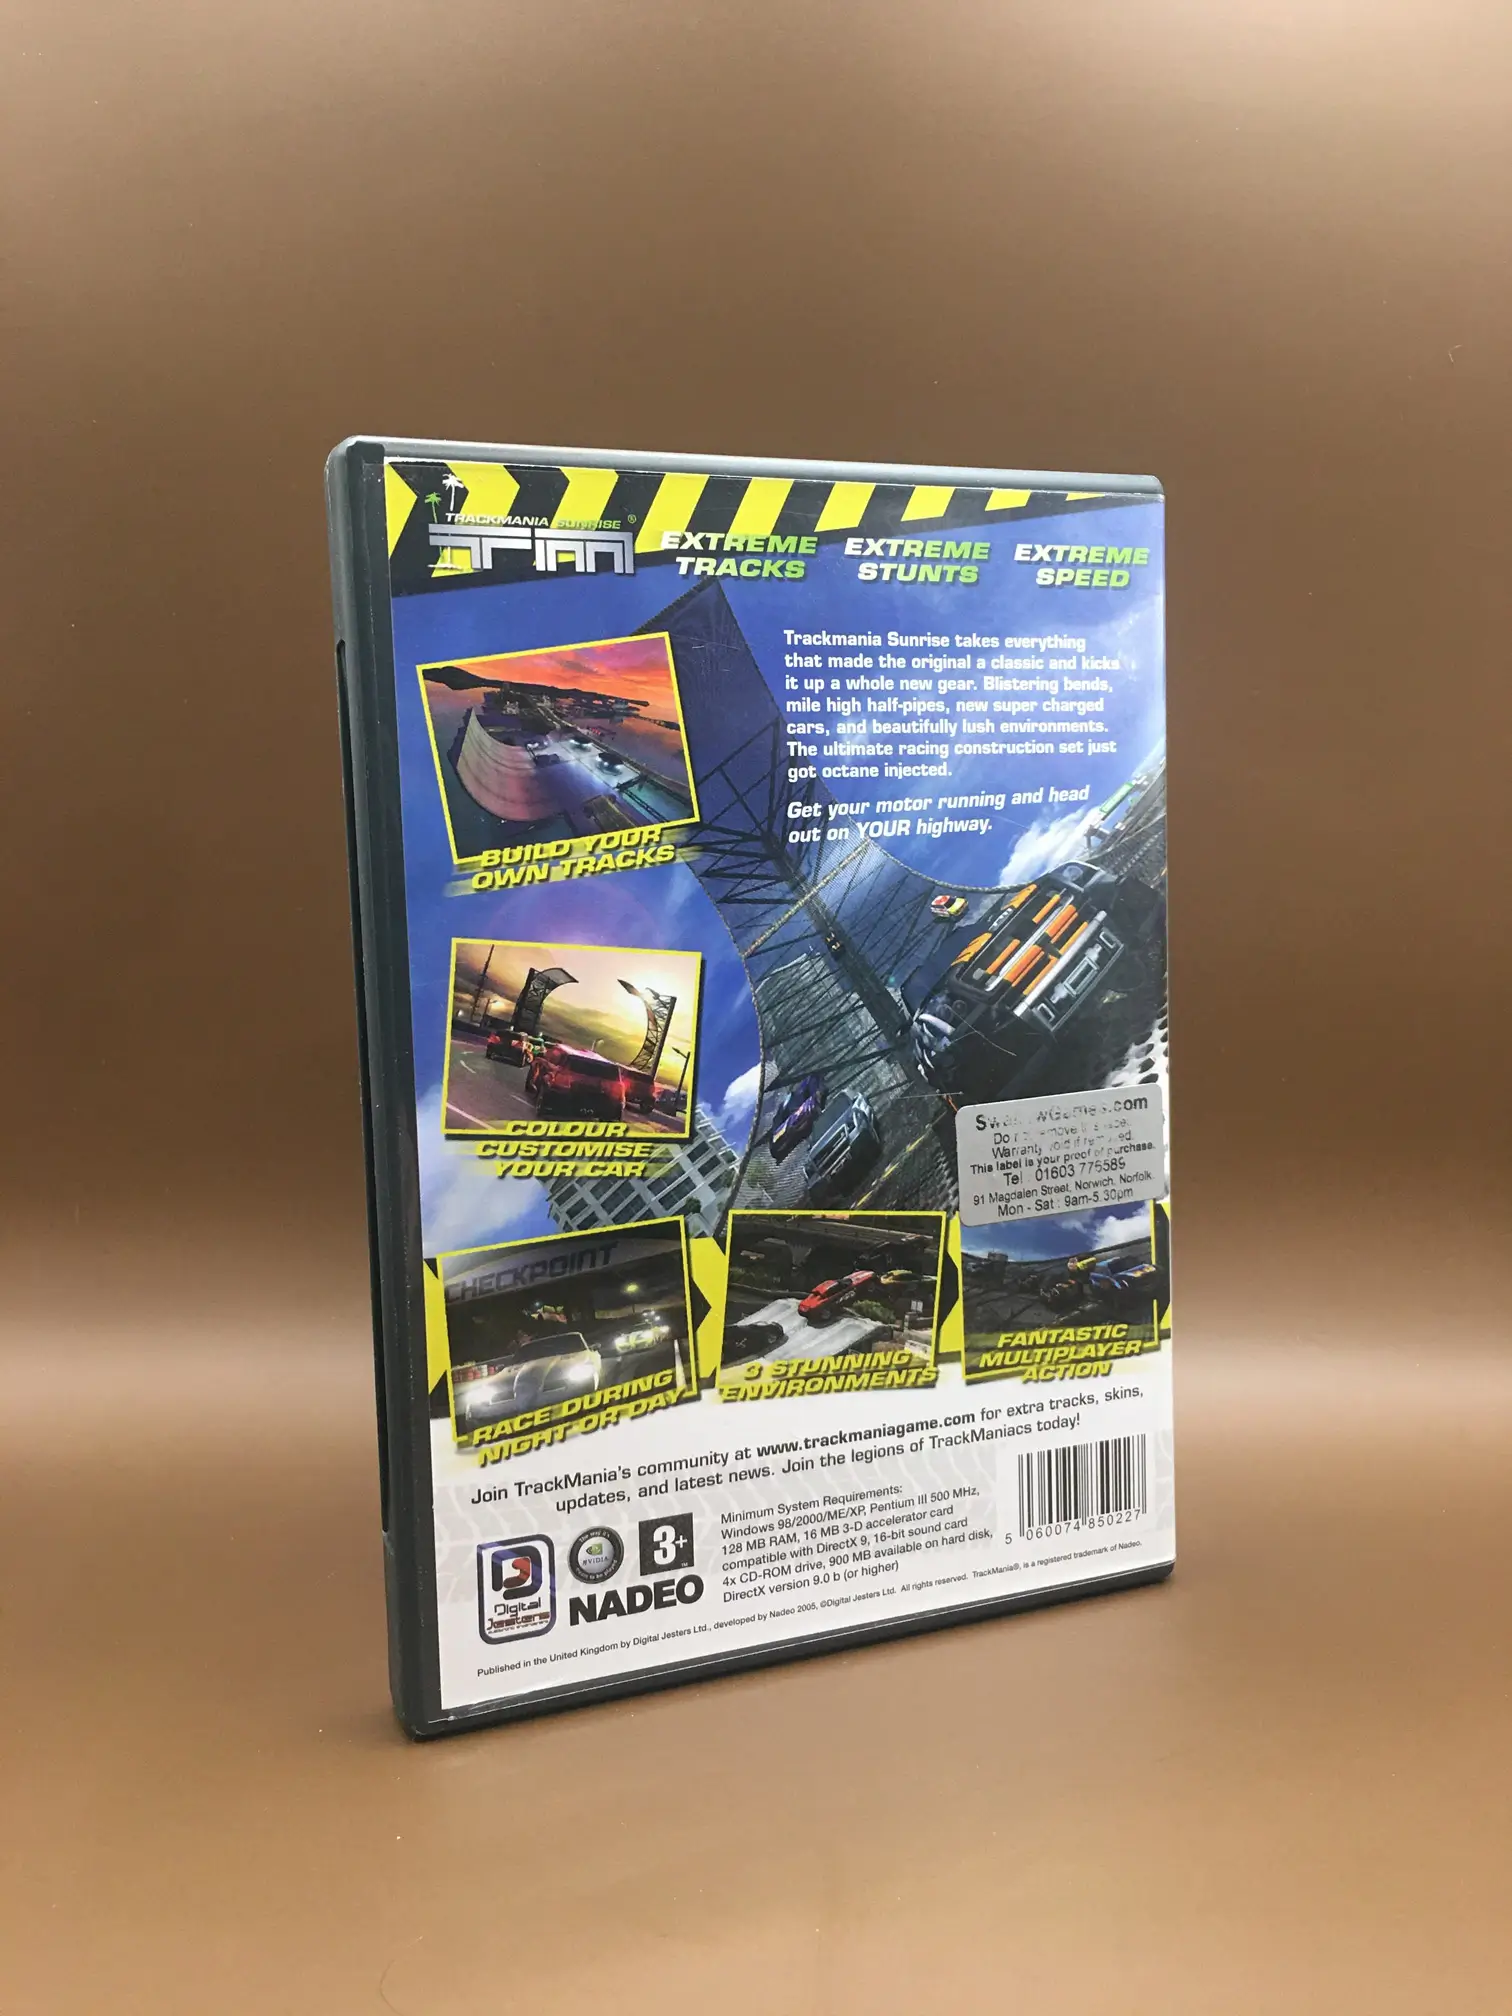 TRACKMANIA SUNRISE ®
TM
EXTREME
TRACKS
EXTREME
STUNTS
EXTREME
SPEED
Trackmania Sunrise takes everything
that made the original a classic and kicks
it up a whole new gear. Blistering bends,
mile high half-pipes, new super charged
cars, and beautifully lush environments.
The ultimate racing construction set just
got octane injected.
Get your motor running and head
out on YOUR highway.
BUILD YOUR
OWN TRACKS
COLOUR
CUSTOMISE
YOUR CAR
Games.com
Do
Warranty void if
This label is your proof of purchase.
Tel : 01603 776589
91 Magdalen Street, Norwich, Norfolk.
Mon - Sat : 9am-5.30pm
CHECKPOINT
RACE DURING
NIGHT OR DAY
3 STUNNING
ENVIRONMENTS
FANTASTIC
MULTIPLAYER
ACTION
Join TrackMania's community at www.trackmaniagame.com for extra tracks, skins,
updates, and latest news. Join the legions of TrackManiacs today!
Digital
Jesters
NVIDIA
3+
NADEO
Minimum System Requirements:
Windows 98/2000/ME/XP, Pentium III 500 MHz,
128 MB RAM, 16 MB 3-D accelerator card
compatible with DirectX 9, 16-bit sound card
4x CD-ROM drive, 900 MB available on hard disk,
DirectX version 9.0 b (or higher)
5 060074 850227
Published in the United Kingdom by Digital Jesters Ltd., developed by Nadeo 2005, ©Digital Jesters Ltd. All rights reserved. TrackMania®, is a registered trademark of Nadeo.